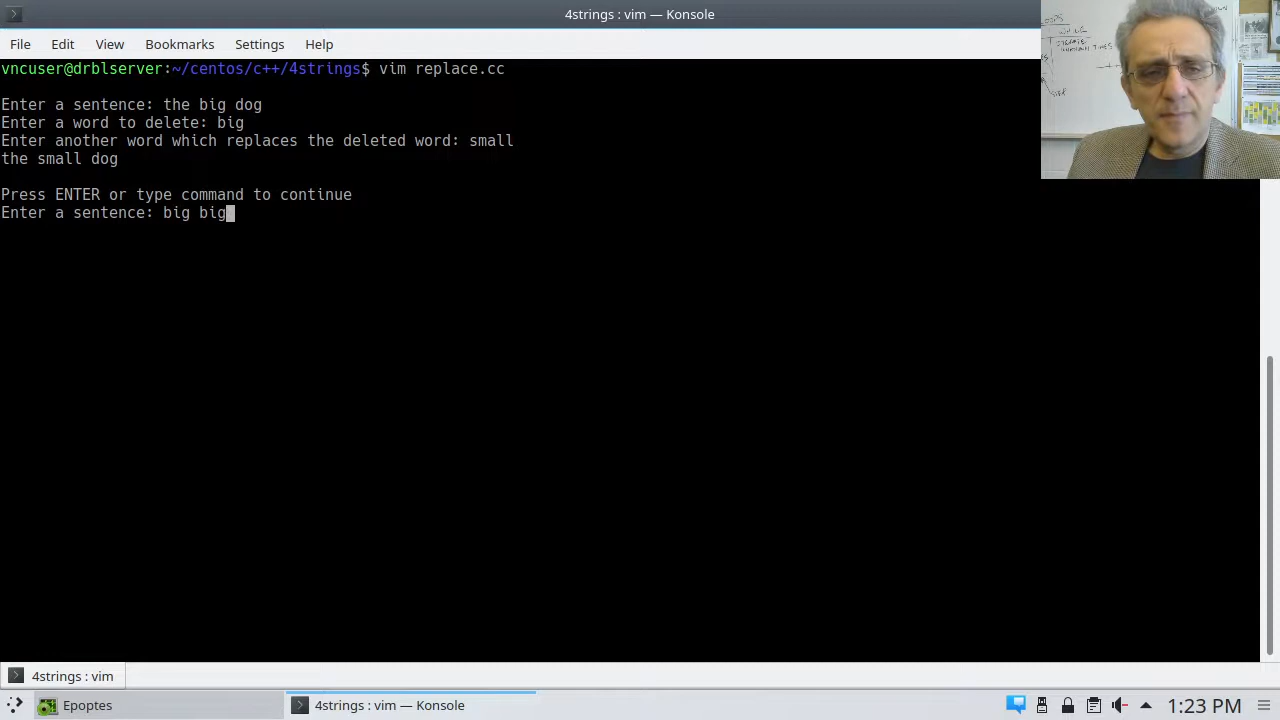 4strings : vim — Konsole
File Edit View Bookmarks Settings Help
vncuser@drblserver:~/centos/c++/4strings$ vim replace.cc
Enter a sentence: the big dog
Enter a word to delete: big
Enter another word which replaces the deleted word: small
the small dog
Press ENTER or type command to continue
Enter a sentence: big big
4strings : vim
Epoptes
4strings : vim — Konsole
1:23 PM